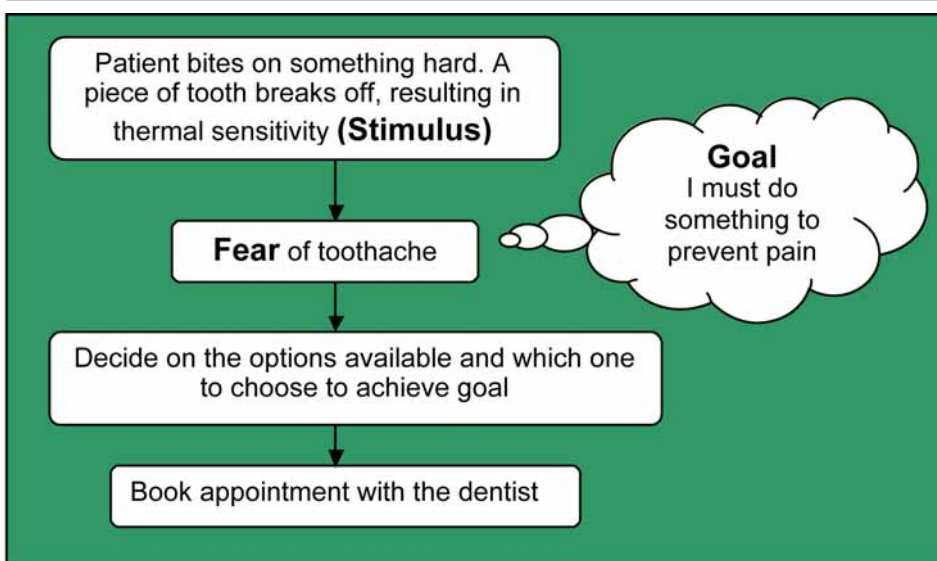 Patient bites on something hard. A
piece of tooth breaks off, resulting in
thermal sensitivity (Stimulus)
Goal
I must do
something to
prevent pain
Fear of toothache
Decide on the options available and which one
to choose to achieve goal
Book appointment with the dentist